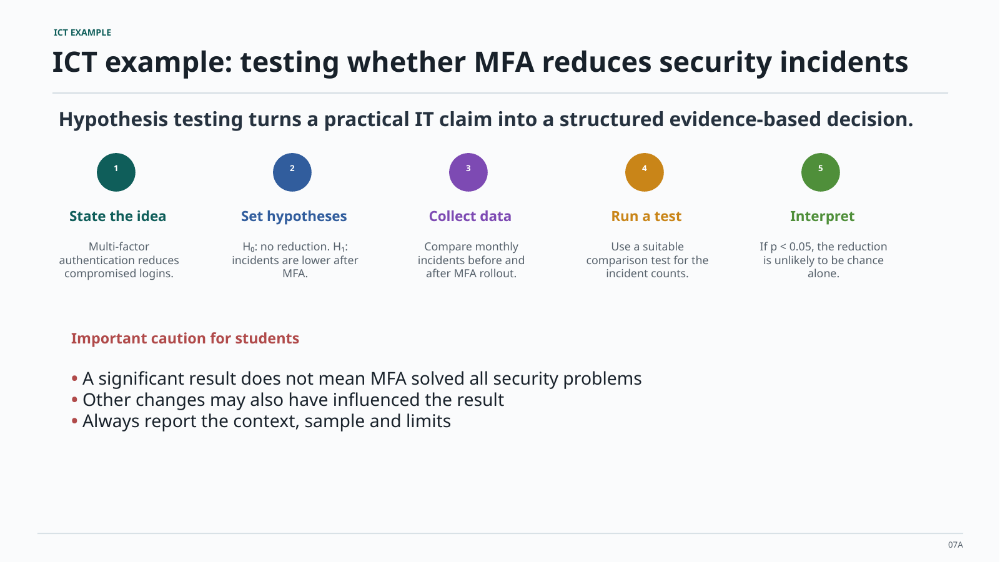 ICT EXAMPLE
ICT example: testing whether MFA reduces security incidents
Hypothesis testing turns a practical IT claim into a structured evidence-based decision.
1
State the idea
Multi-factor
authentication reduces
compromised logins.
2
Set hypotheses
H₀: no reduction. H₁:
incidents are lower after
MFA.
3
Collect data
Compare monthly
incidents before and
after MFA rollout.
4
Run a test
Use a suitable
comparison test for the
incident counts.
5
Interpret
If p < 0.05, the reduction
is unlikely to be chance
alone.
Important caution for students
• A significant result does not mean MFA solved all security problems
• Other changes may also have influenced the result
• Always report the context, sample and limits
07A